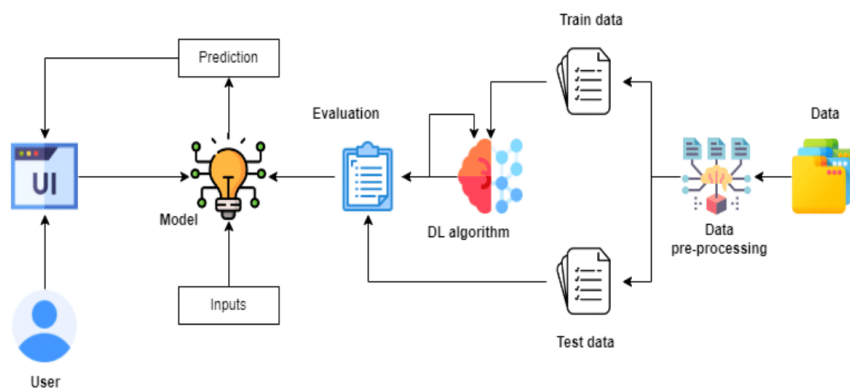 Train data
Prediction
Evaluation
Data
UI
Model
DL algorithm
Data
pre-processing
Inputs
Test data
User